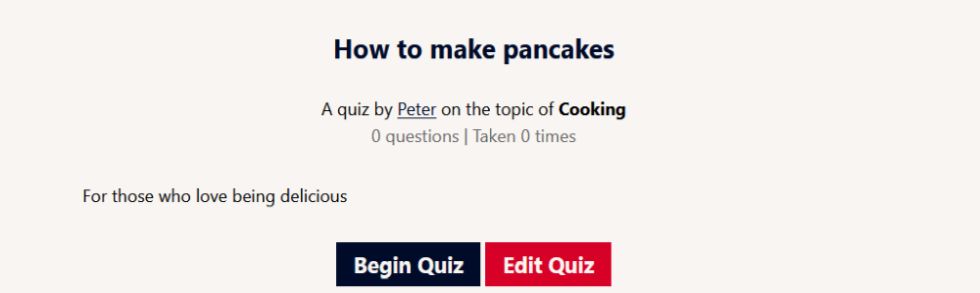 How to make pancakes
A quiz by Peter on the topic of Cooking
0 questions | Taken 0 times
For those who love being delicious
Begin Quiz Edit Quiz